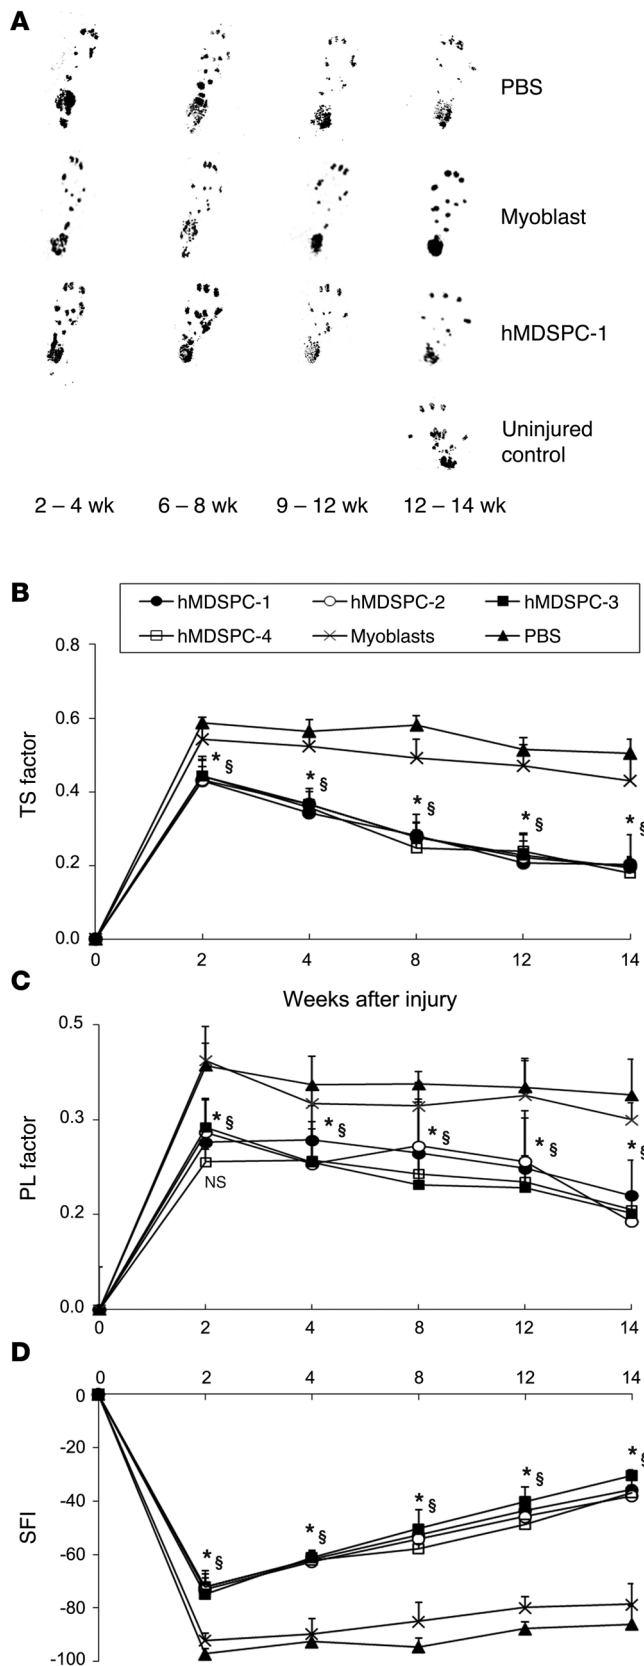 A
PBS
Myoblast
hMDSPC-1
Uninjured
control
2 – 4 wk 6 – 8 wk 9 – 12 wk 12 – 14 wk
B
hMDSPC-1 hMDSPC-2 hMDSPC-3
hMDSPC-4 Myoblasts PBS
0.8
0.6
0.4
0.2
0.0
TS factor
* § * § * § * § * §
0 2 4 8 12 14
Weeks after injury
C
0.5
0.3
0.2
0.0
PL factor
* § * § * § * § * §
NS
0 2 4 8 12 14
D
0 2 4 8 12 14
0
-20
-40
-60
-80
-100
SFI
* § * § * § * § * §